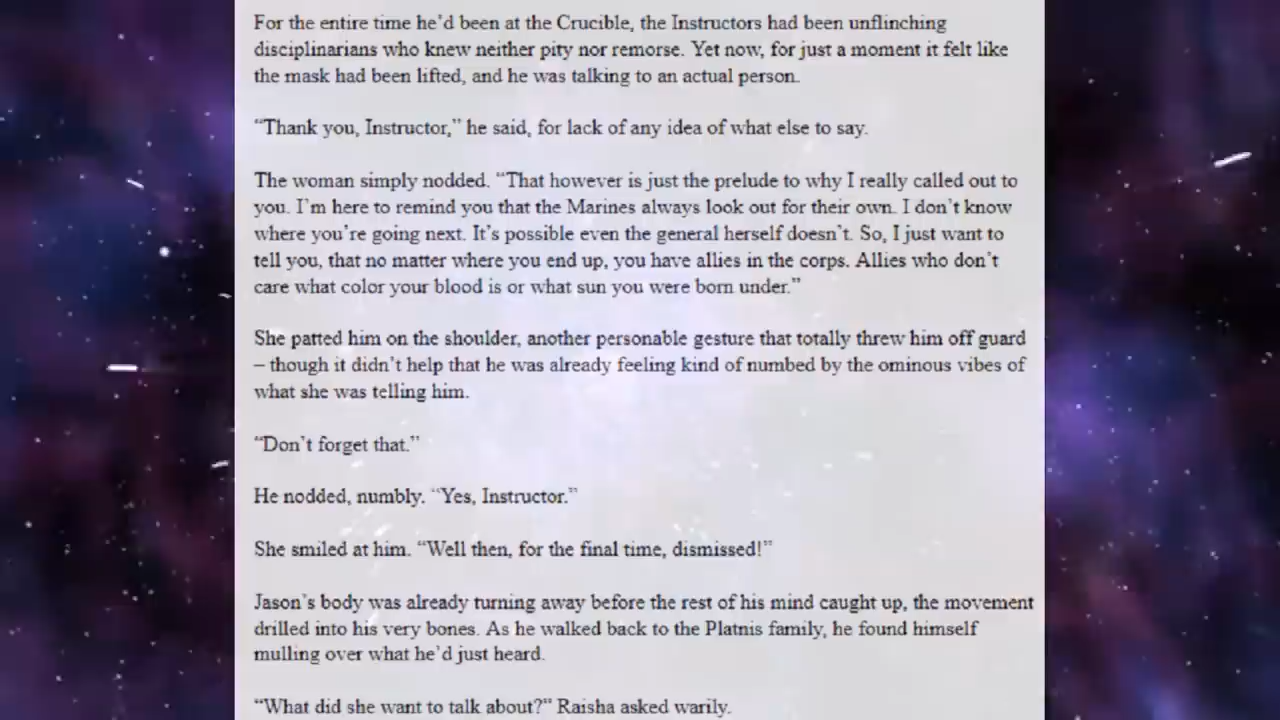 For the entire time he’d been at the Crucible, the Instructors had been unflinching
disciplinarians who knew neither pity nor remorse. Yet now, for just a moment it felt like
the mask had been lifted, and he was talking to an actual person.
“Thank you, Instructor,” he said, for lack of any idea of what else to say.
The woman simply nodded. “That however is just the prelude to why I really called out to
you. I’m here to remind you that the Marines always look out for their own. I don’t know
where you’re going next. It’s possible even the general herself doesn’t. So, I just want to
tell you, that no matter where you end up, you have allies in the corps. Allies who don’t
care what color your blood is or what sun you were born under.”
She patted him on the shoulder, another personable gesture that totally threw him off guard
– though it didn’t help that he was already feeling kind of numbed by the ominous vibes of
what she was telling him.
“Don’t forget that.”
He nodded, numbly. “Yes, Instructor.”
She smiled at him. “Well then, for the final time, dismissed!”
Jason’s body was already turning away before the rest of his mind caught up, the movement
drilled into his very bones. As he walked back to the Platnis family, he found himself
mulling over what he’d just heard.
“What did she want to talk about?” Raisha asked warily.